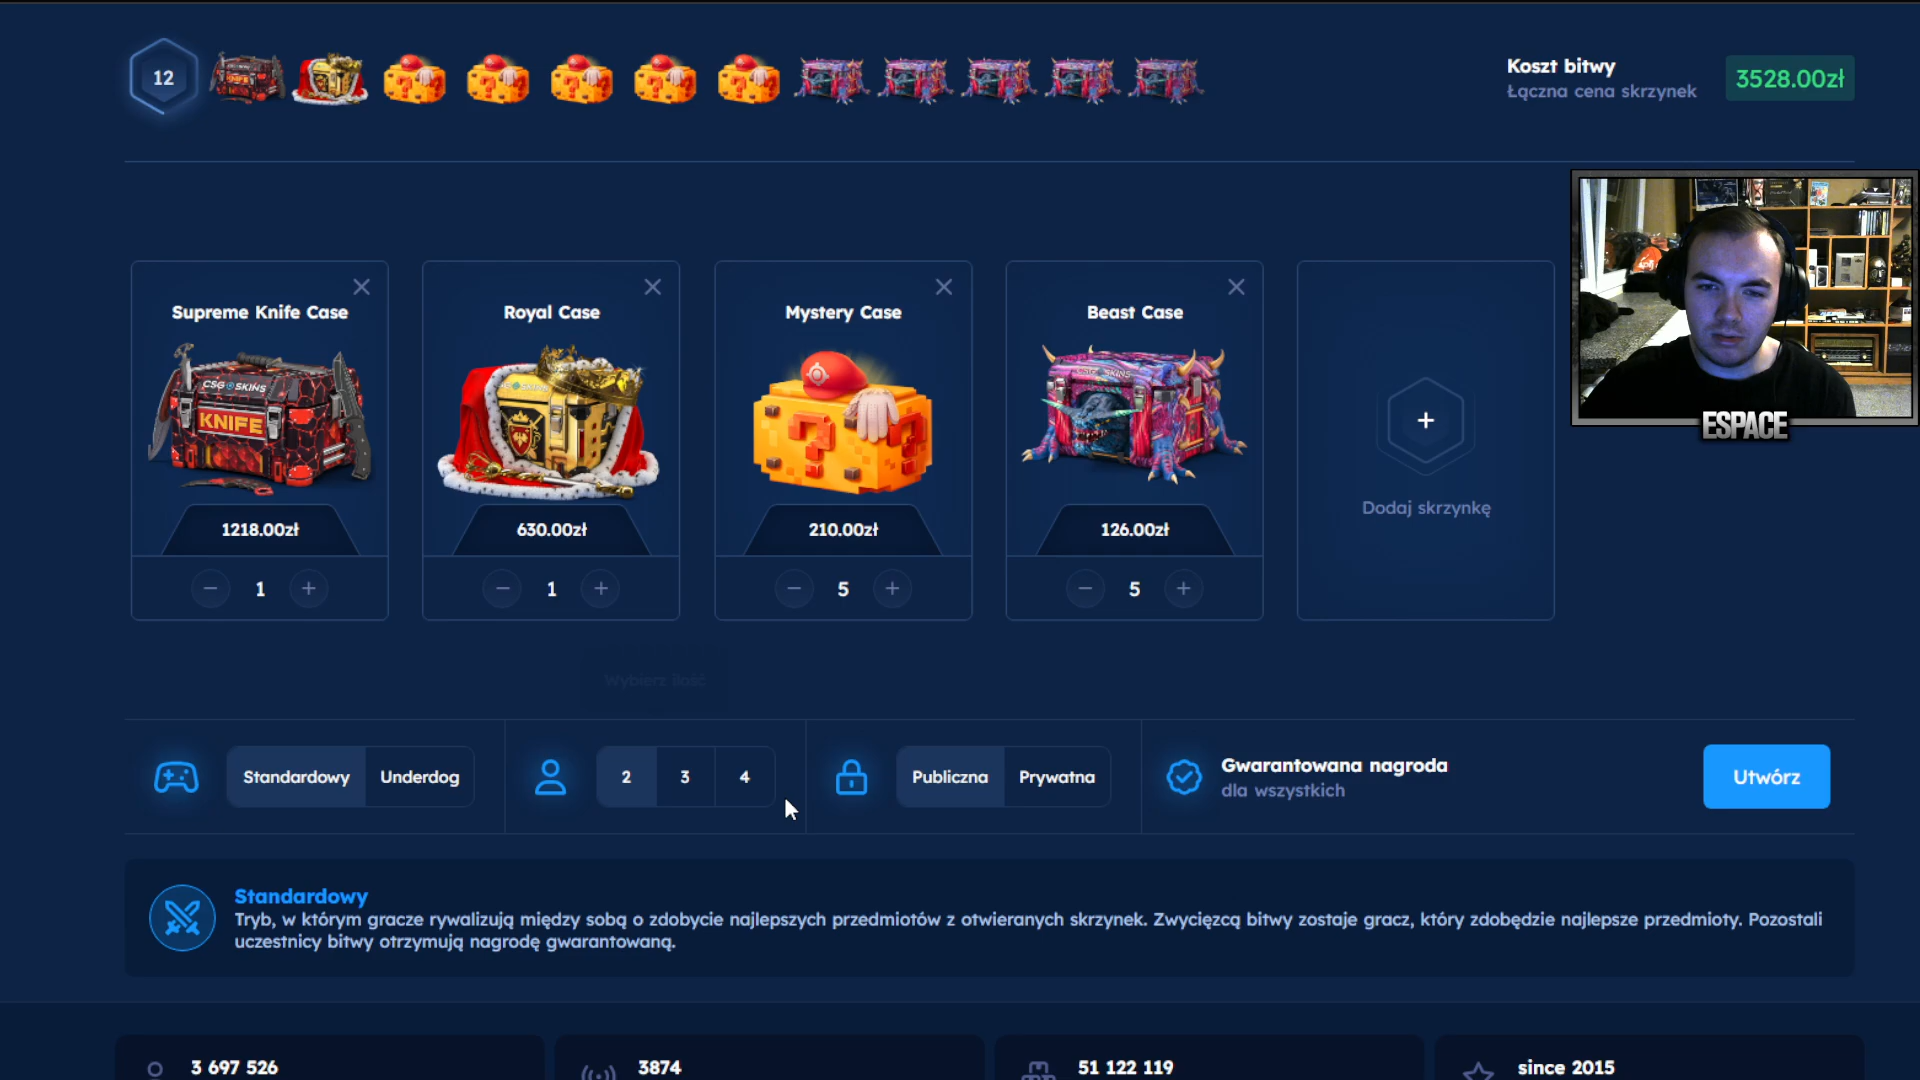 12
Koszt bitwy
Łączna cena skrzynek
3528.00zł
Supreme Knife Case
Royal Case
Mystery Case
Beast Case
CSG SKINS
KNIFE
ESPACE
Dodaj skrzynkę
1218.00zł
630.00zł
210.00zł
126.00zł
1
1
5
5
Wybierz ilość
Standardowy
Underdog
2
3
4
Publiczna
Prywatna
Gwarantowana nagroda
dla wszystkich
Utwórz
Standardowy
Tryb, w którym gracze rywalizują między sobą o zdobycie najlepszych przedmiotów z otwieranych skrzynek. Zwycięzcą bitwy zostaje gracz, który zdobędzie najlepsze przedmioty. Pozostali
uczestnicy bitwy otrzymują nagrodę gwarantowaną.
3 697 526
3874
51 122 119
since 2015